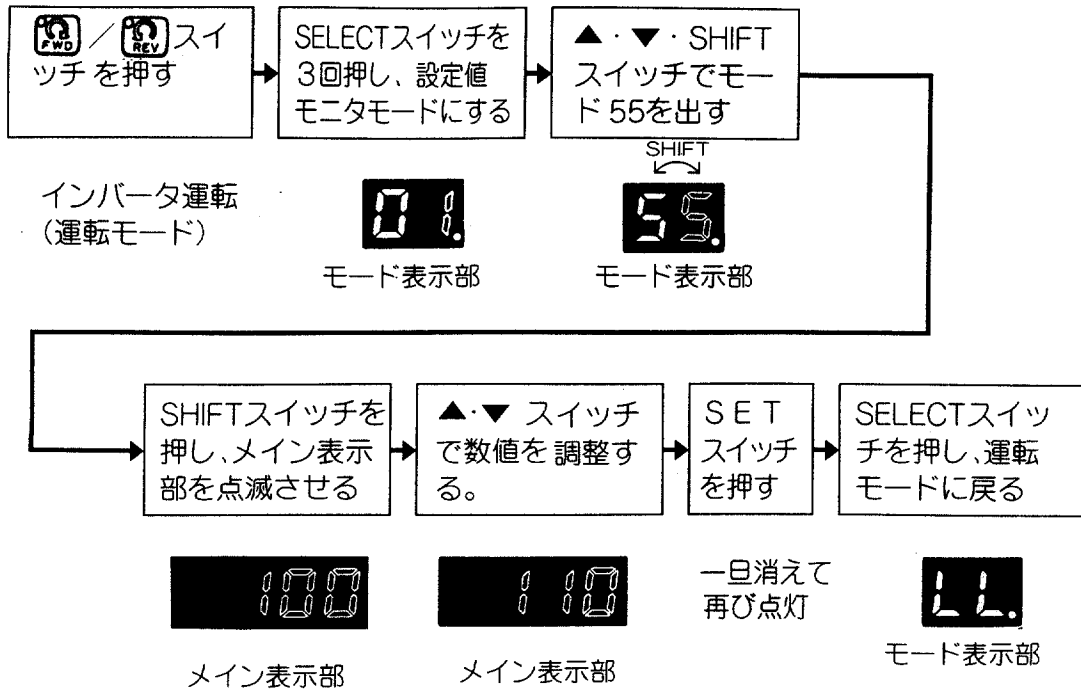 FWD / REV スイ
ッチを押す
SELECTスイッチを
3回押し、設定値
モニタモードにする
▲・▼・SHIFT
スイッチでモー
ド55を出す
インバータ運転
(運転モード)
01.
モード表示部
SHIFT
55.
モード表示部
SHIFTスイッチを
押し、メイン表示
部を点滅させる
▲・▼ スイッチ
で数値を調整す
る。
SET
スイッチ
を押す
SELECTスイッ
チを押し、運転
モードに戻る
100
メイン表示部
110
メイン表示部
一旦消えて
再び点灯
LL.
モード表示部